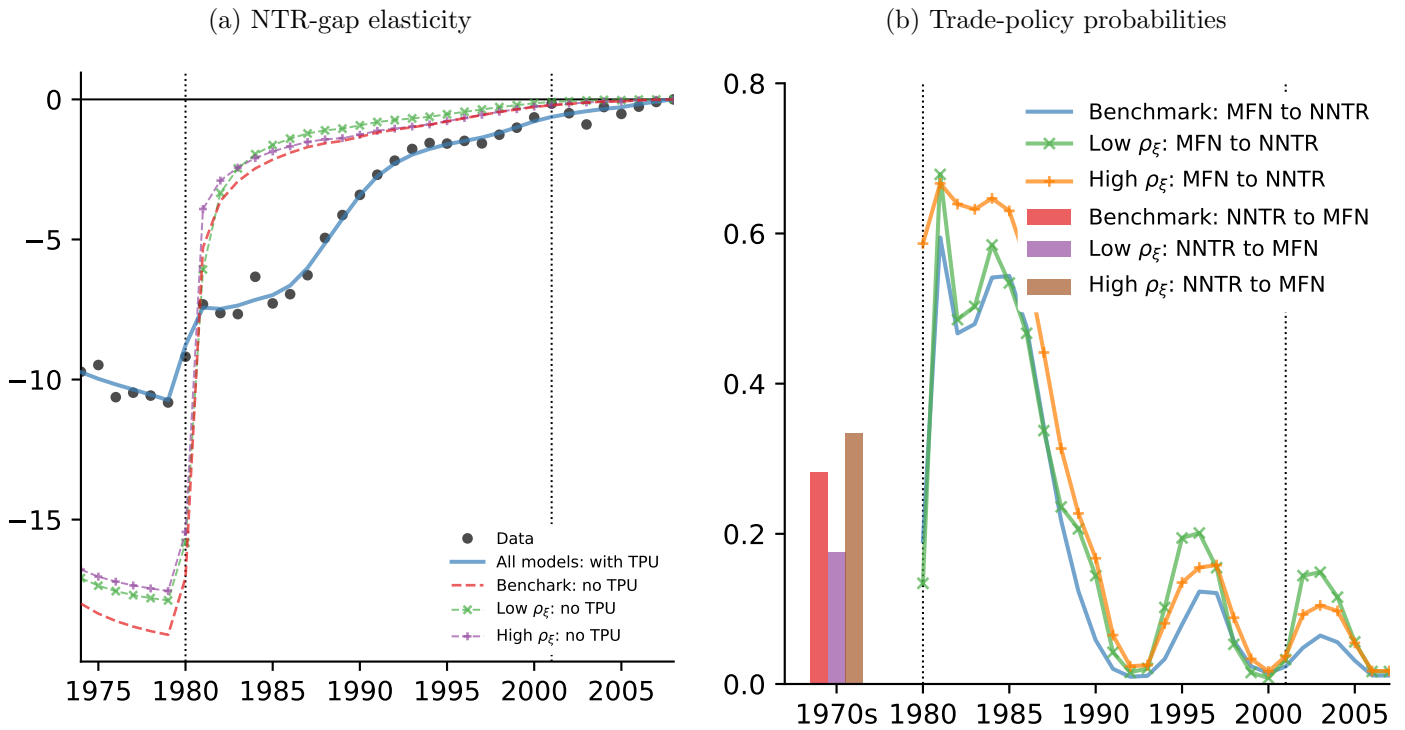 (a) NTR-gap elasticity
0
−5
−10
−15
1975 1980 1985 1990 1995 2000 2005
Data
All models: with TPU
Benchark: no TPU
Low ρξ: no TPU
High ρξ: no TPU
(b) Trade-policy probabilities
0.8
0.6
0.4
0.2
0.0
1970s 1980 1985 1990 1995 2000 2005
Benchmark: MFN to NNTR
Low ρξ: MFN to NNTR
High ρξ: MFN to NNTR
Benchmark: NNTR to MFN
Low ρξ: NNTR to MFN
High ρξ: NNTR to MFN